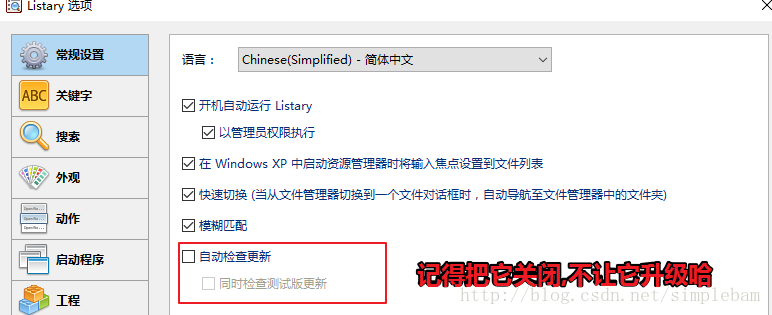 Listary 选项
常规设置
ABC
关键字
搜索
外观
动作
启动程序
工程
语言： Chinese(Simplified) - 简体中文
开机自动运行 Listary
以管理员权限执行
在 Windows XP 中启动资源管理器时将输入焦点设置到文件列表
快速切换 (当从文件管理器切换到一个文件对话框时，自动导航至文件管理器中的文件夹)
模糊匹配
自动检查更新
同时检查测试版更新
记得把它关闭,不让它升级哈
http://blog.csdn.net/simplebam